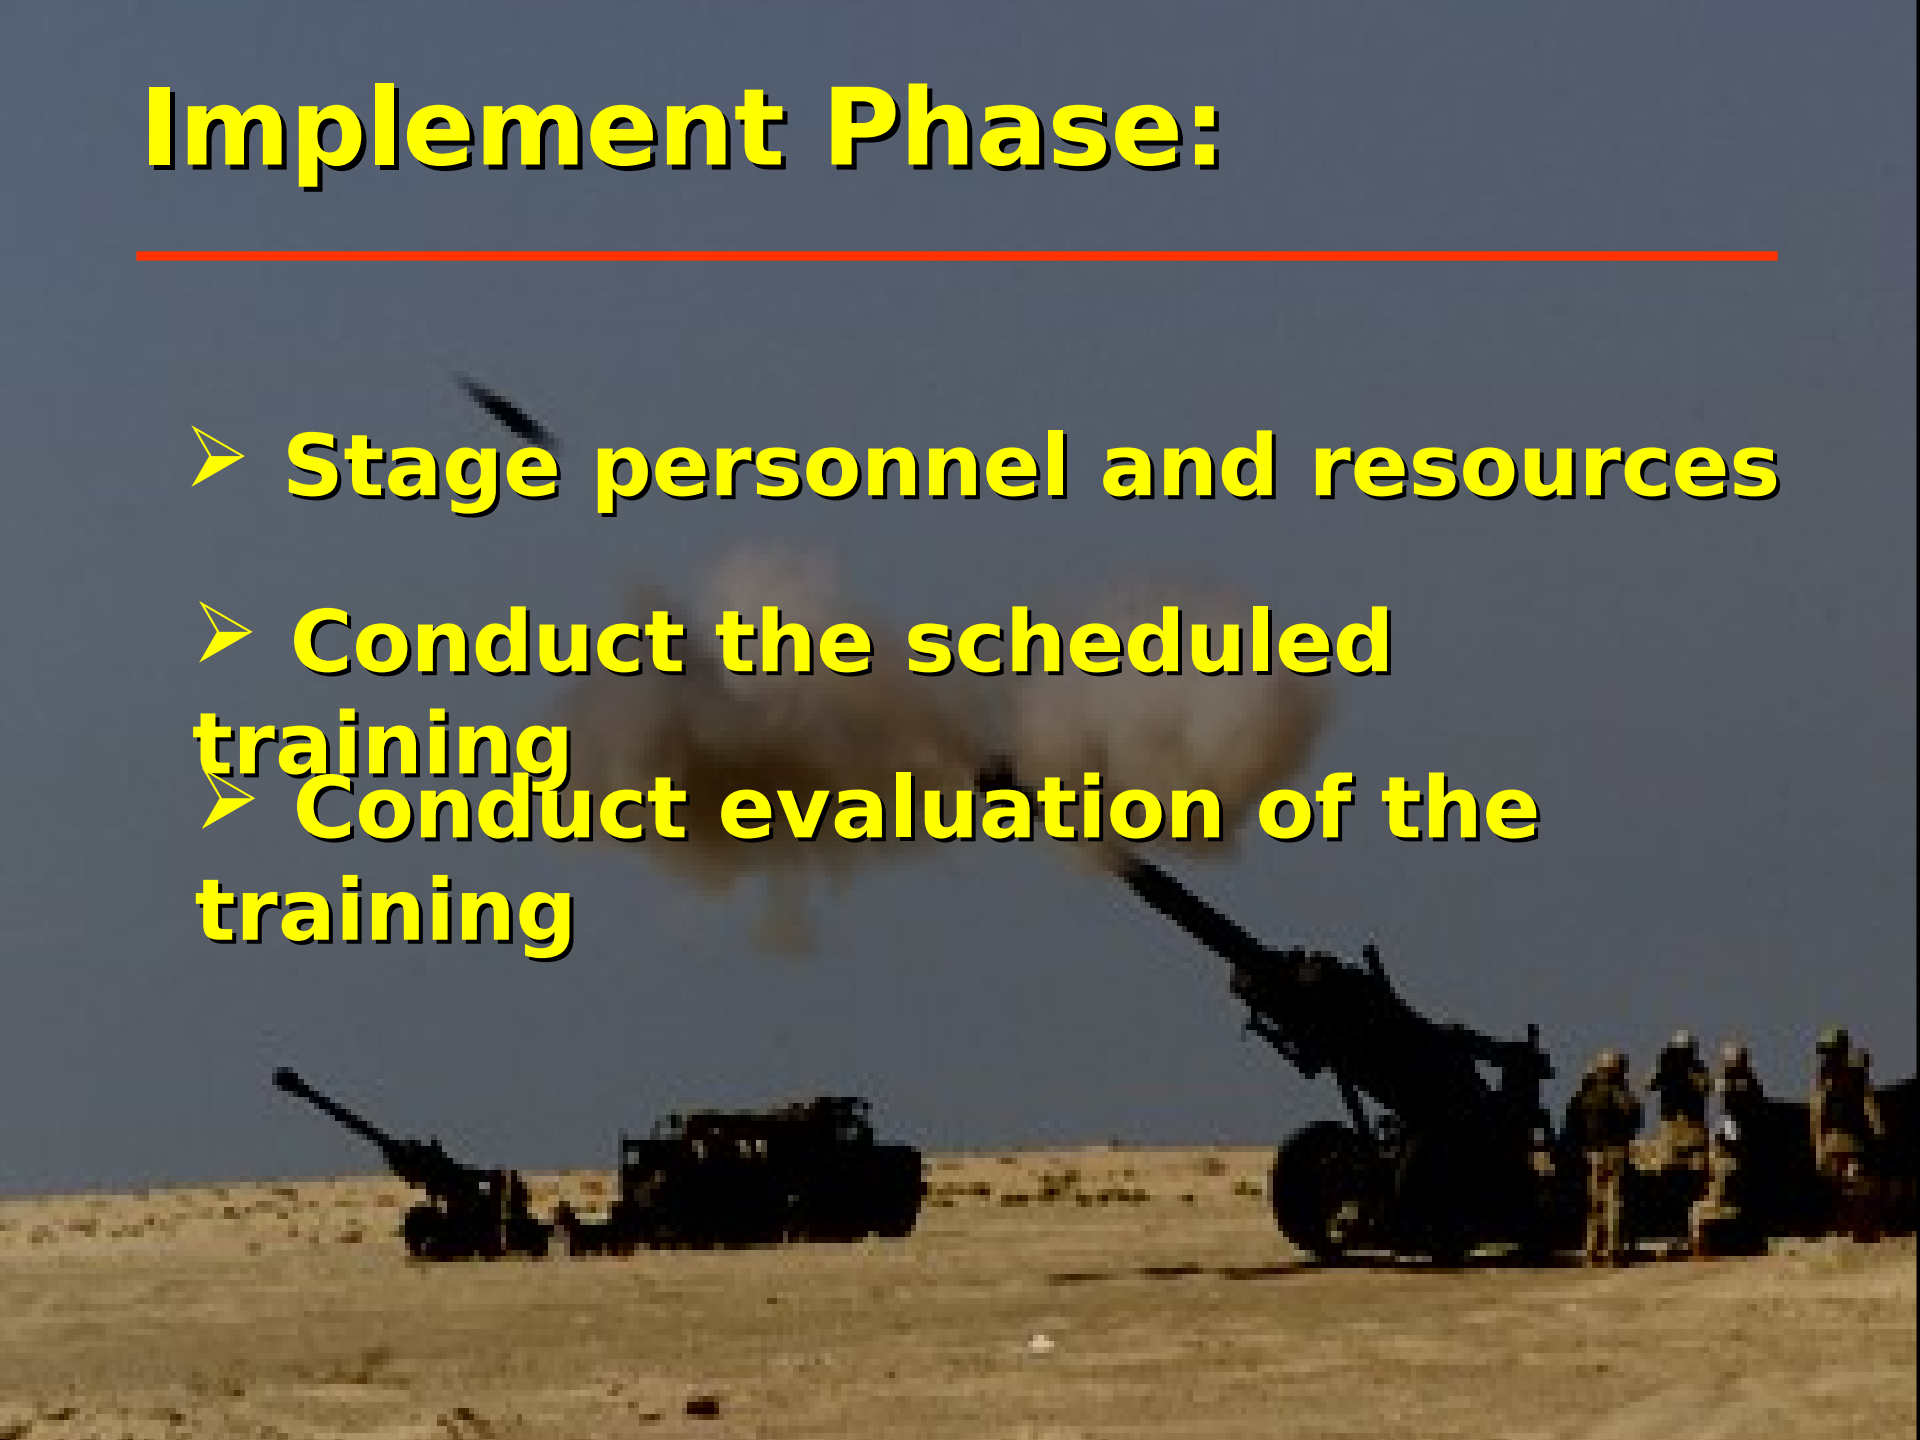 Implement Phase:
➢ Stage personnel and resources
➢ Conduct the scheduled
training
➢ Conduct evaluation of the
training